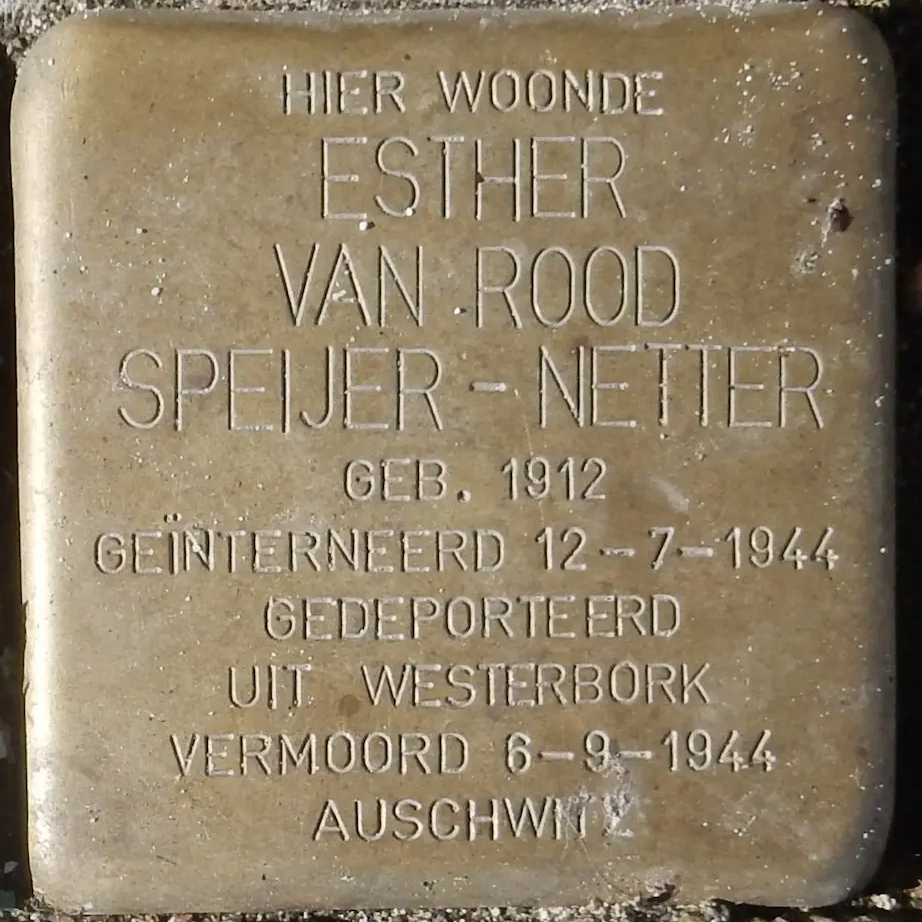 HIER WOONDE
ESTHER
VAN ROOD
SPEIJER - NETTER
GEB. 1912
GEÏNTERNEERD 12-7-1944
GEDEPORTEERD
UIT WESTERBORK
VERMOORD 6-9-1944
AUSCHWITZ